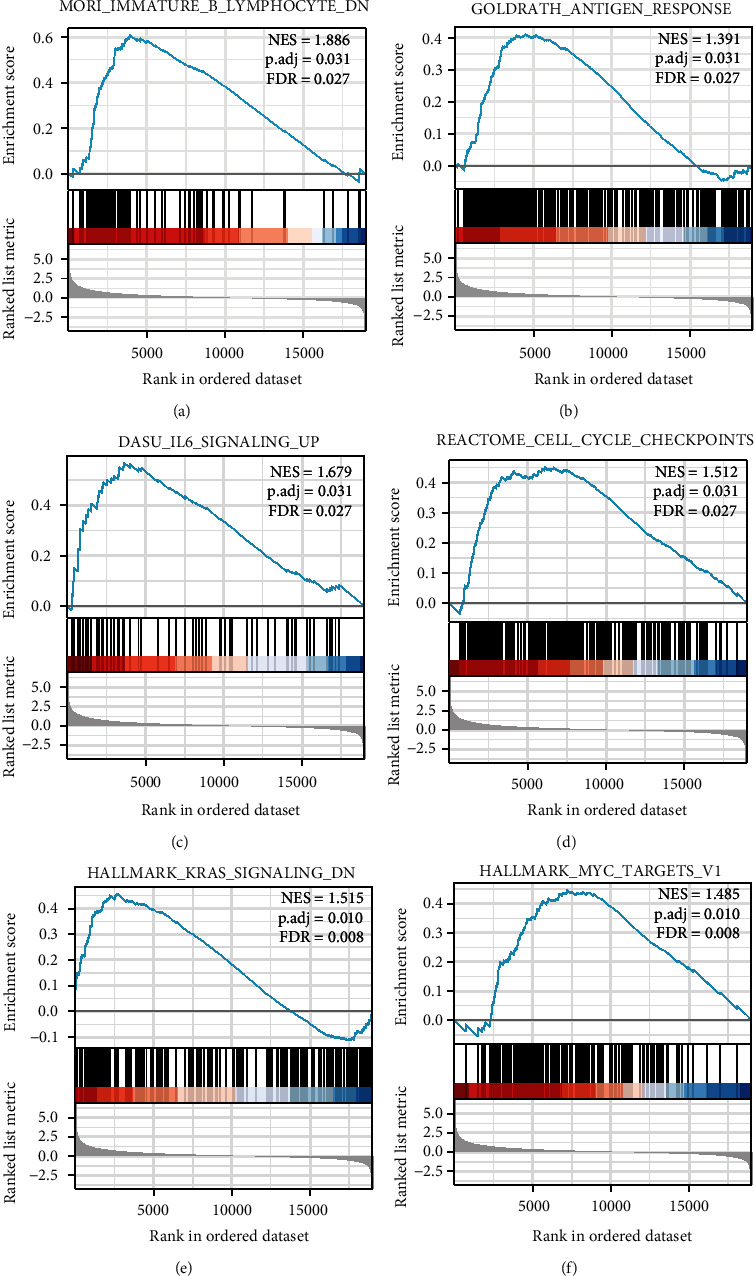 MORI_IMMATURE_B_LYMPHOCYTE_DN
NES = 1.886
p.adj = 0.031
FDR = 0.027
Enrichment score
0.6
0.4
0.2
0.0
Ranked list metric
5.0
2.5
0.0
−2.5
5000 10000 15000
Rank in ordered dataset
(a)
GOLDRATH_ANTIGEN_RESPONSE
NES = 1.391
p.adj = 0.031
FDR = 0.027
Enrichment score
0.4
0.3
0.2
0.1
0.0
Ranked list metric
5.0
2.5
0.0
−2.5
5000 10000 15000
Rank in ordered dataset
(b)
DASU_IL6_SIGNALING_UP
NES = 1.679
p.adj = 0.031
FDR = 0.027
Enrichment score
0.4
0.2
0.0
Ranked list metric
5.0
2.5
0.0
−2.5
5000 10000 15000
Rank in ordered dataset
(c)
REACTOME_CELL_CYCLE_CHECKPOINTS
NES = 1.512
p.adj = 0.031
FDR = 0.027
Enrichment score
0.4
0.3
0.2
0.1
0.0
Ranked list metric
5.0
2.5
0.0
−2.5
5000 10000 15000
Rank in ordered dataset
(d)
HALLMARK_KRAS_SIGNALING_DN
NES = 1.515
p.adj = 0.010
FDR = 0.008
Enrichment score
0.4
0.3
0.2
0.1
0.0
−0.1
Ranked list metric
5.0
2.5
0.0
−2.5
5000 10000 15000
Rank in ordered dataset
(e)
HALLMARK_MYC_TARGETS_V1
NES = 1.485
p.adj = 0.010
FDR = 0.008
Enrichment score
0.4
0.3
0.2
0.1
0.0
Ranked list metric
5.0
2.5
0.0
−2.5
5000 10000 15000
Rank in ordered dataset
(f)